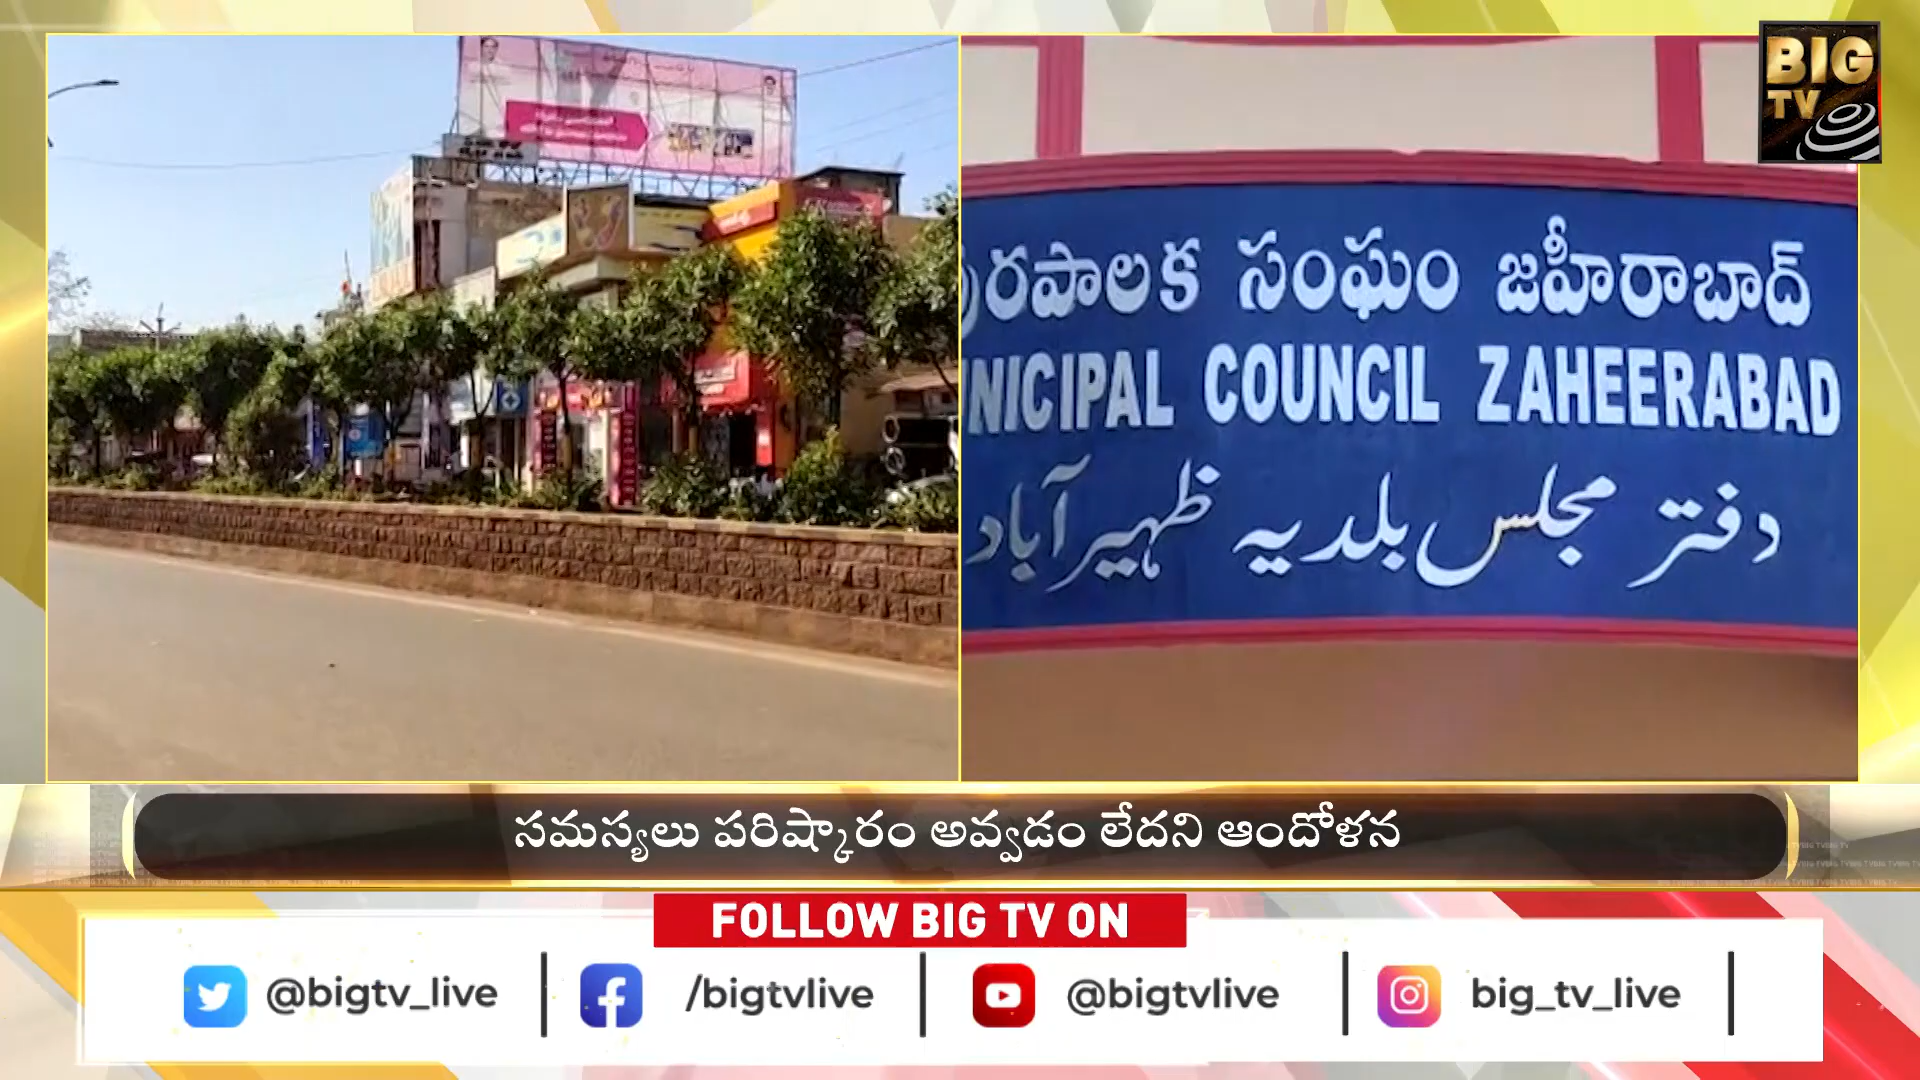 BIG
TV
పురపాలక సంఘం జహీరాబాద్
NICIPAL COUNCIL ZAHEERABAD
دفتر مجلس بلدیہ ظہیرآباد
సమస్యలు పరిష్కారం అవ్వడం లేదని ఆందోళన
FOLLOW BIG TV ON
@bigtv_live
/bigtvlive
@bigtvlive
big_tv_live